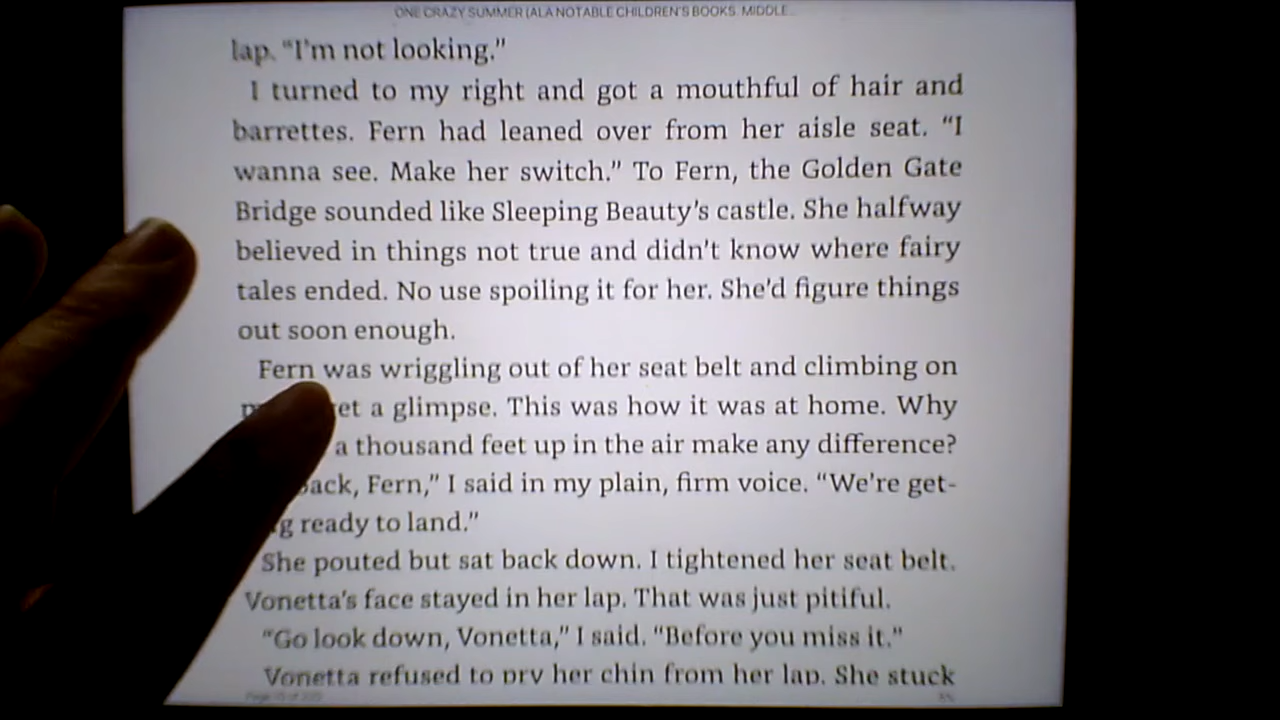 ONE CRAZY SUMMER (ALA NOTABLE CHILDREN'S BOOKS. MIDDLE...
lap. “I’m not looking.”
I turned to my right and got a mouthful of hair and
barrettes. Fern had leaned over from her aisle seat. “I
wanna see. Make her switch.” To Fern, the Golden Gate
Bridge sounded like Sleeping Beauty’s castle. She halfway
believed in things not true and didn’t know where fairy
tales ended. No use spoiling it for her. She’d figure things
out soon enough.
Fern was wriggling out of her seat belt and climbing on
a glimpse. This was how it was at home. Why
a thousand feet up in the air make any difference?
Fern,” I said in my plain, firm voice. “We’re get-
ready to land.”
She pouted but sat back down. I tightened her seat belt.
Vonetta’s face stayed in her lap. That was just pitiful.
“Go look down, Vonetta,” I said. “Before you miss it.”
Vonetta refused to pry her chin from her lap. She stuck